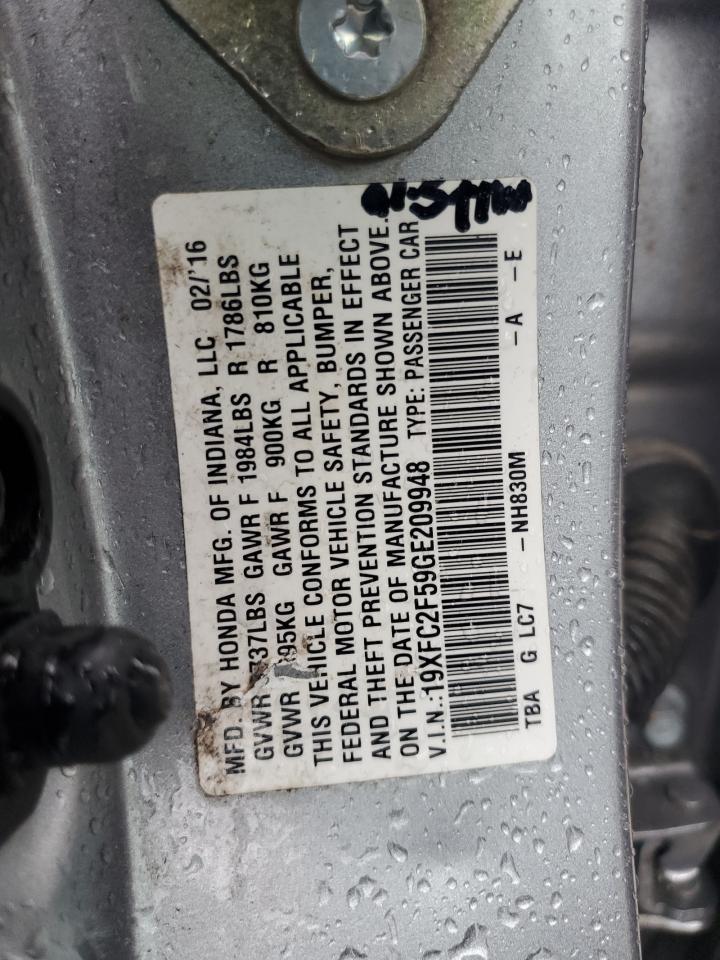 MFD. BY HONDA MFG. OF INDIANA, LLC 02/'16
GVWR 737LBS GAWR F 1984LBS R 1786LBS
GVWR 95KG GAWR F 900KG R 810KG
THIS VEHICLE CONFORMS TO ALL APPLICABLE
FEDERAL MOTOR VEHICLE SAFETY, BUMPER,
AND THEFT PREVENTION STANDARDS IN EFFECT
ON THE DATE OF MANUFACTURE SHOWN ABOVE.
V.I.N.:19XFC2F59GE209948 TYPE: PASSENGER CAR
TBA G LC7 - NH830M - A - E